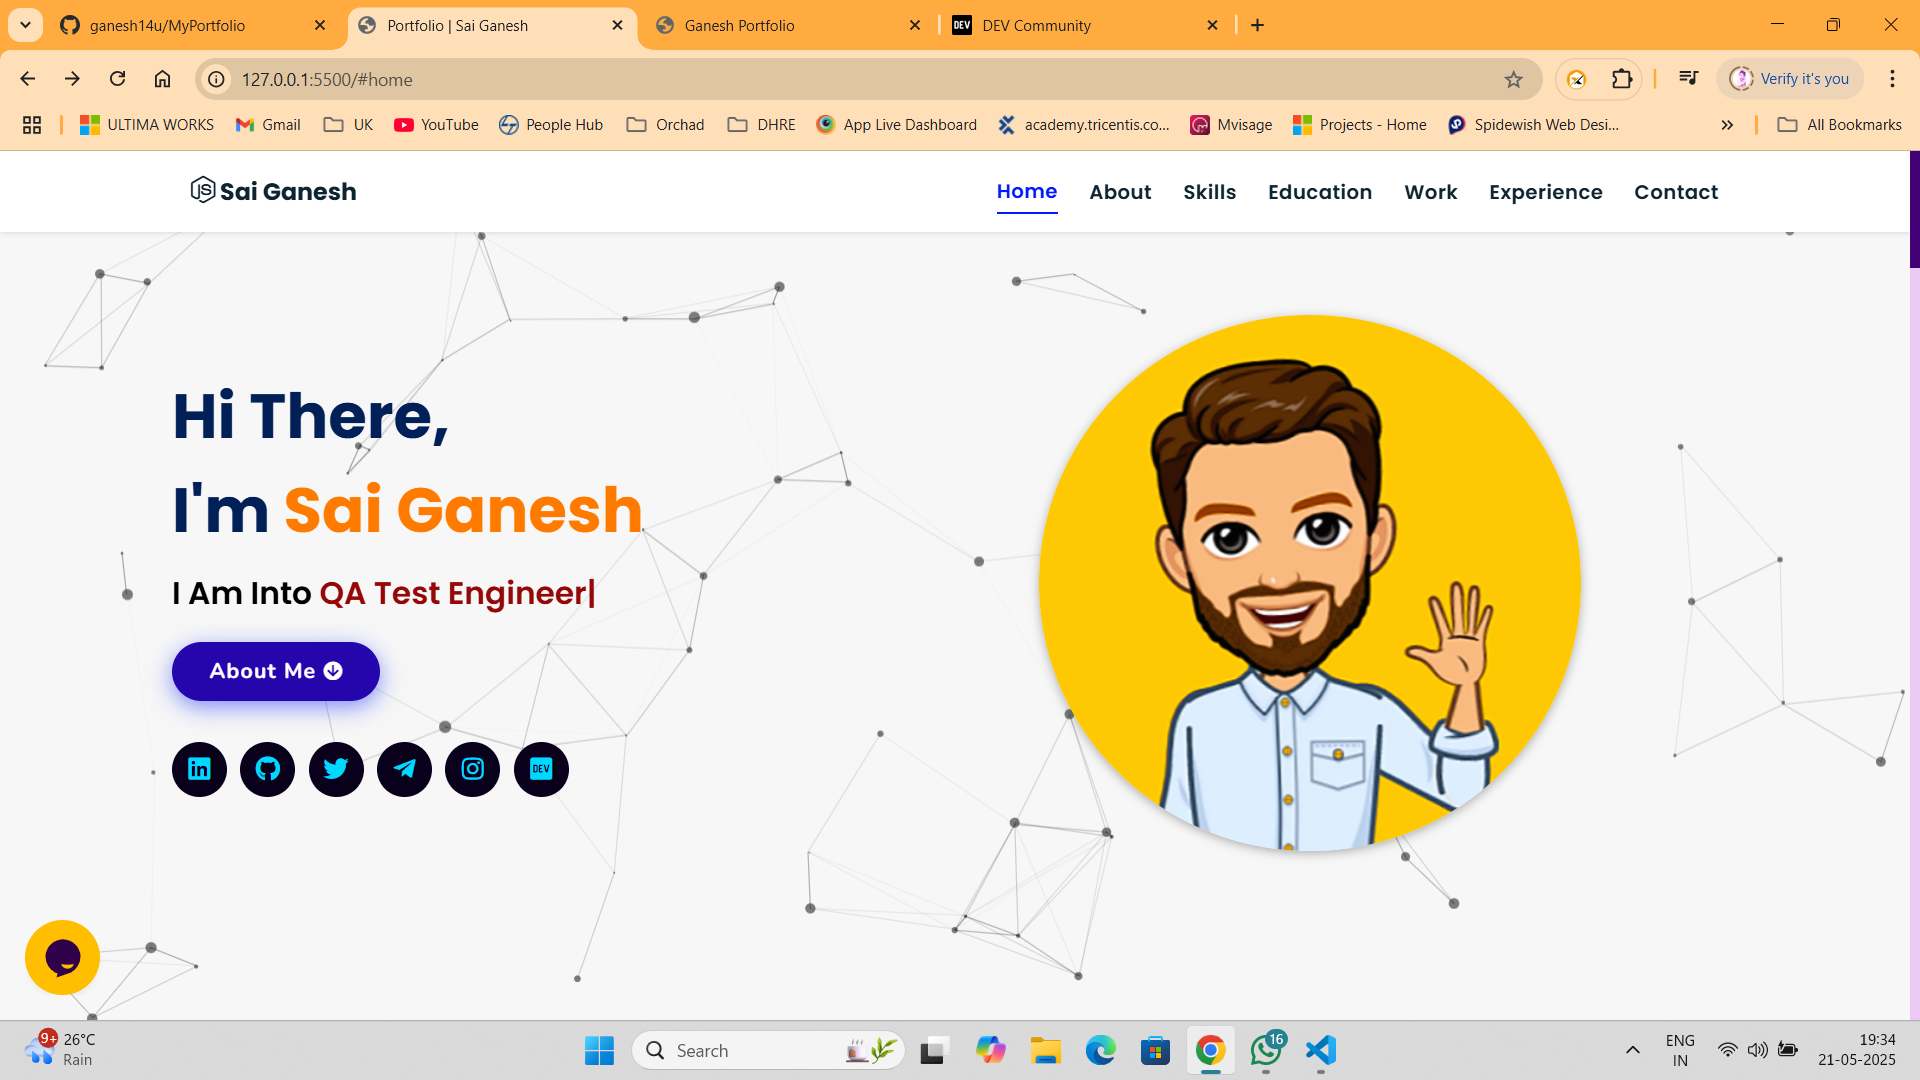 ganesh14u/MyPortfolio
Portfolio | Sai Ganesh
Ganesh Portfolio
DEV
DEV Community
127.0.0.1:5500/#home
Verify it's you
ULTIMA WORKS
Gmail
UK
YouTube
People Hub
Orchad
DHRE
App Live Dashboard
academy.tricentis.co...
Mvisage
Projects - Home
Spidewish Web Desi...
All Bookmarks
JS
Sai Ganesh
Home
About
Skills
Education
Work
Experience
Contact
Hi There,
I'm Sai Ganesh
I Am Into QA Test Engineer|
About Me
in
DEV
9+
26°C
Rain
Search
16
ENG
IN
19:34
21-05-2025